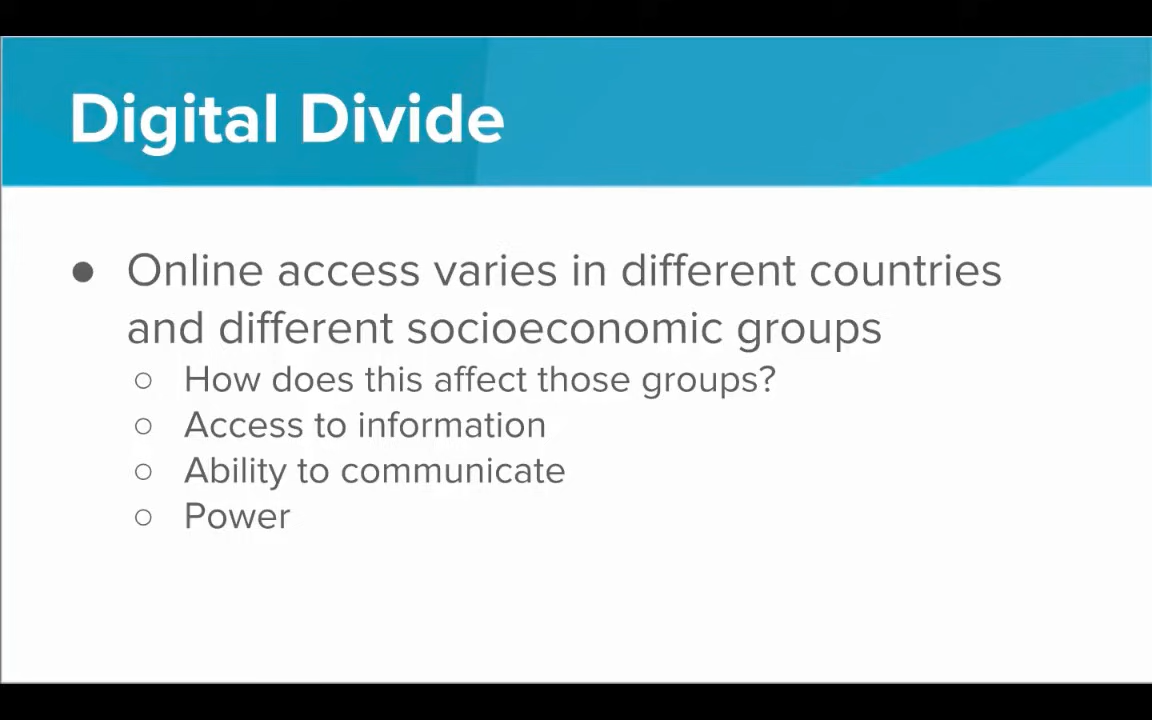 Digital Divide
● Online access varies in different countries
and different socioeconomic groups
○ How does this affect those groups?
○ Access to information
○ Ability to communicate
○ Power